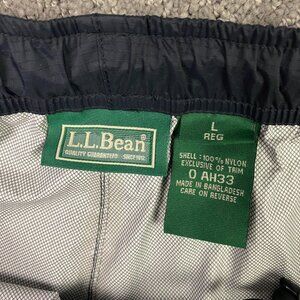 L.L.Bean®
QUALITY GUARANTEED SINCE 1912
L
REG
SHELL: 100% NYLON
EXCLUSIVE OF TRIM
0 AH33
MADE IN BANGLADESH
CARE ON REVERSE